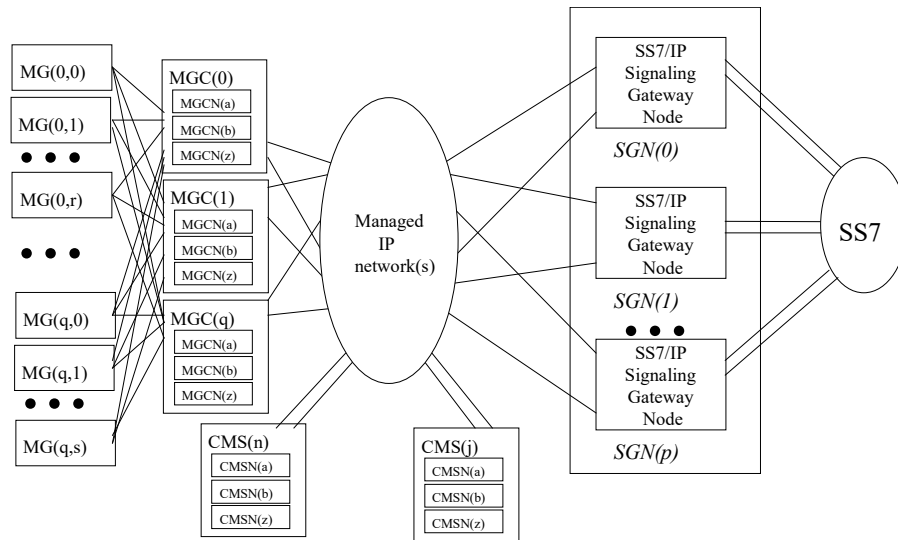 MG(0,0)
MG(0,1)
MG(0,r)
MG(q,0)
MG(q,1)
MG(q,s)
MGC(0)
MGCN(a)
MGCN(b)
MGCN(z)
MGC(1)
MGCN(a)
MGCN(b)
MGCN(z)
MGC(q)
MGCN(a)
MGCN(b)
MGCN(z)
CMS(n)
CMSN(a)
CMSN(b)
CMSN(z)
Managed
IP
network(s)
CMS(j)
CMSN(a)
CMSN(b)
CMSN(z)
SS7/IP
Signaling
Gateway
Node
SGN(0)
SS7/IP
Signaling
Gateway
Node
SGN(1)
SS7/IP
Signaling
Gateway
Node
SGN(p)
SS7